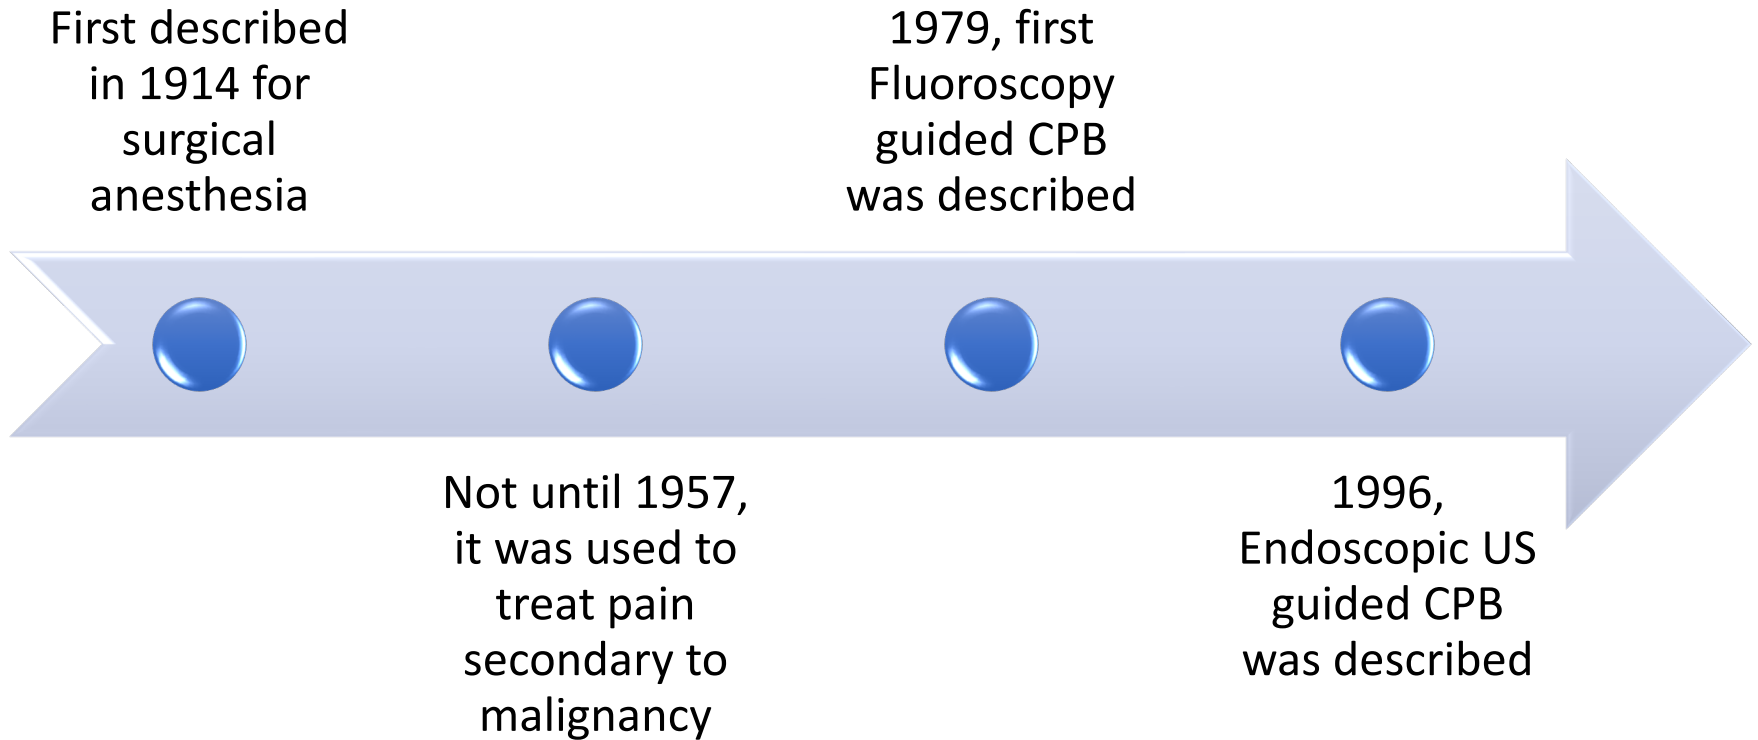 First described
in 1914 for
surgical
anesthesia
Not until 1957,
it was used to
treat pain
secondary to
malignancy
1979, first
Fluoroscopy
guided CPB
was described
1996,
Endoscopic US
guided CPB
was described